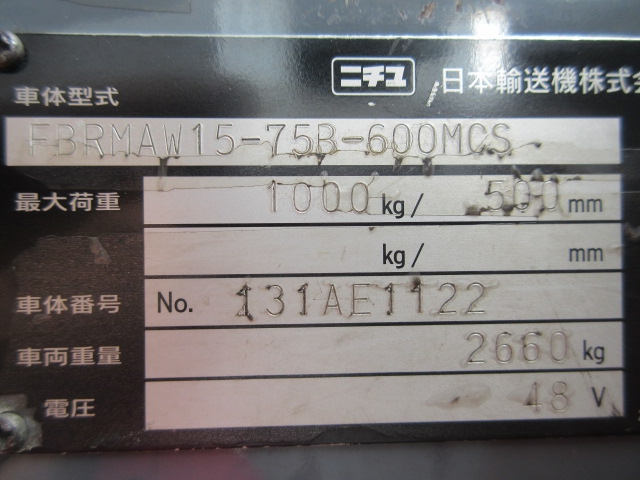 ニチユ 日本輸送機株式会
車体型式
FBRMAW15-75B-600MCS
最大荷重 1000 kg/ 500 mm
kg/ mm
車体番号 No. 131AE1122
車両重量 2660 kg
電圧 48 V